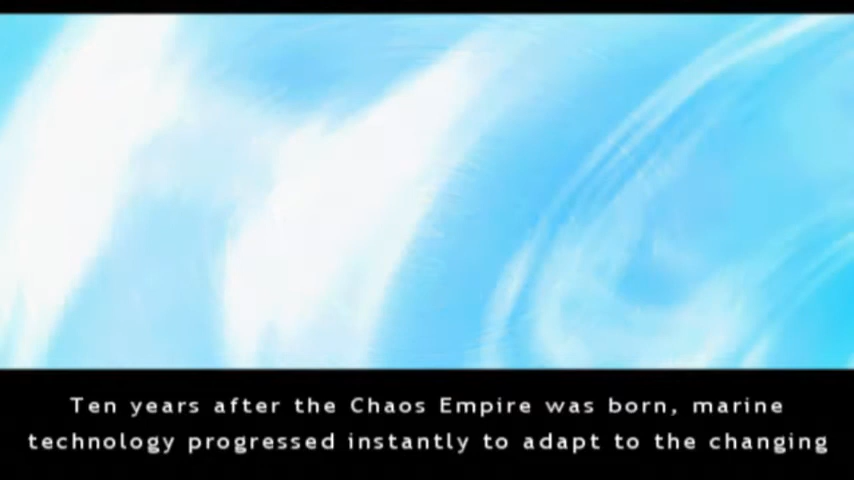 Ten years after the Chaos Empire was born, marine
technology progressed instantly to adapt to the changing